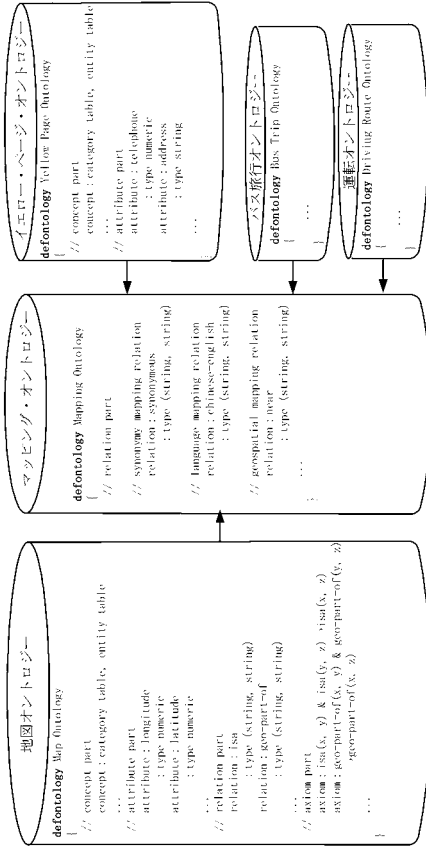 地図オントロジー
defontology Map Ontology
{
// concept part
concept : category table, entity table
...
// attribute part
attribute : longitude
: type numeric
attribute : latitude
: type numeric
...
// relation part
relation : isa
: type (string, string)
relation : geo-part-of
: type (string, string)
...
// axiom part
axiom : isa(x, y) & isa(y, z) isa(x, z)
axiom : geo-part-of(x, y) & geo-part-of(y, z)
geo-part-of(x, z)
...
}
マッピング・オントロジー
defontology Mapping Ontology
{
// relation part
// synonymy mapping relation
relation : synonymous
: type (string, string)
// language mapping relation
relation : chinese-english
: type (string, string)
// geospatial mapping relation
relation : near
: type (string, string)
...
}
イエロー・ページ・オントロジー
defontology Yellow Page Ontology
{
// concept part
concept : category table, entity table
...
// attribute part
attribute : telephone
: type numeric
attribute : address
: type string
...
}
バス旅行オントロジー
defontology Bus Trip Ontology
{
...
}
運転オントロジー
defontology Driving Route Ontology
{
...
}